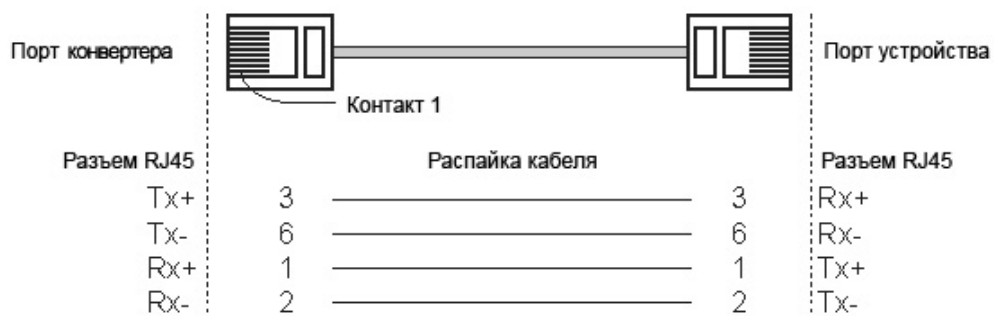 Порт конвертера Порт устройства
Контакт 1
Разъем RJ45 Распайка кабеля Разъем RJ45
Tx+ 3 3 Rx+
Tx- 6 6 Rx-
Rx+ 1 1 Tx+
Rx- 2 2 Tx-